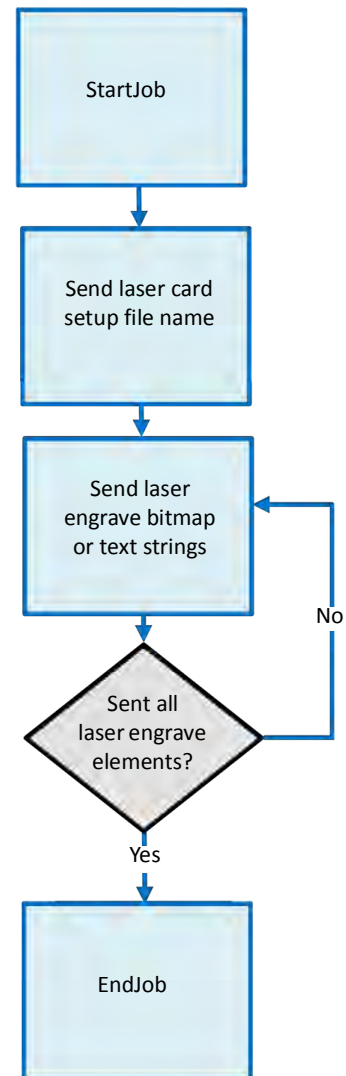 StartJob
Send laser card
setup file name
Send laser
engrave bitmap
or text strings
No
Sent all
laser engrave
elements?
Yes
EndJob